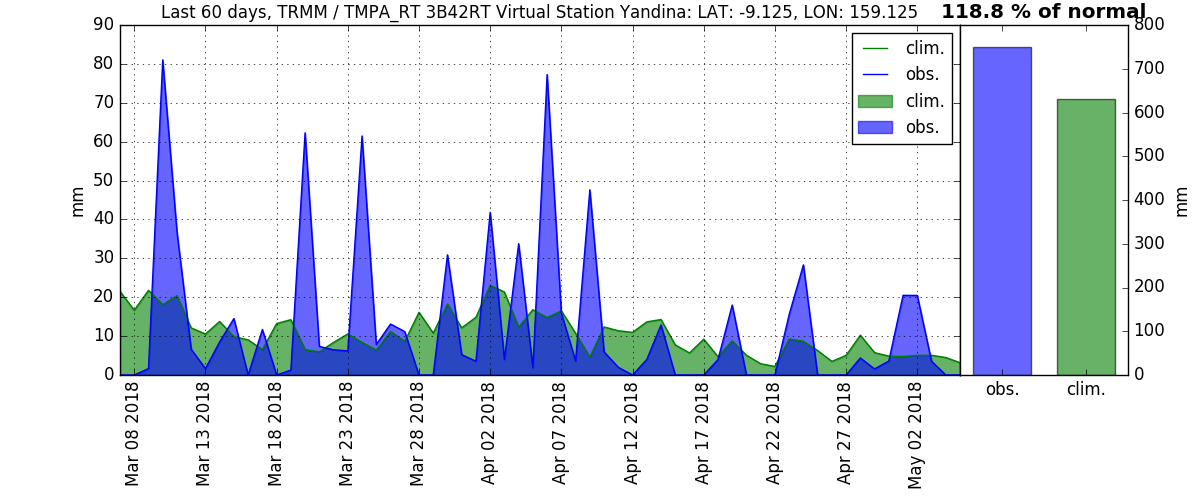 Last 60 days, TRMM / TMPA_RT 3B42RT Virtual Station Yandina: LAT: -9.125, LON: 159.125
118.8 % of normal
90
80
70
60
50
40
30
20
10
0
mm
clim.
obs.
clim.
obs.
800
700
600
500
400
300
200
100
0
mm
obs.
clim.
Mar 08 2018
Mar 13 2018
Mar 18 2018
Mar 23 2018
Mar 28 2018
Apr 02 2018
Apr 07 2018
Apr 12 2018
Apr 17 2018
Apr 22 2018
Apr 27 2018
May 02 2018